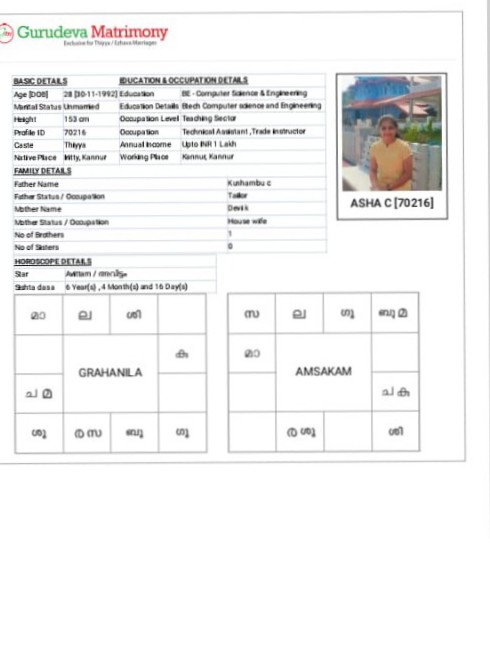 Gurudeva Matrimony
Exclusive for Thiyya / Ezhava Marriages
BASIC DETAILS EDUCATION & OCCUPATION DETAILS
Age [DOB] 28 [30-11-1992] Education BE - Computer Science & Engineering
Marital Status Unmarried Education Details Btech Computer science and Engineering
Height 153 cm Occupation Level Teaching Sector
Profile ID 70216 Occupation Technical Assistant ,Trade instructor
Caste Thiyya Annual Income Upto INR 1 Lakh
Native Place Iritty, Kannur Working Place Kannur, Kannur
ASHA C [70216]
FAMILY DETAILS
Father Name Kunhambu c
Father Status / Occupation Tailor
Mother Name Devi k
Mother Status / Occupation House wife
No of Brothers 1
No of Sisters 0
HOROSCOPE DETAILS
Star Avittam / അവിട്ടം
Sishta dasa 6 Year(s) ,4 Month(s) and 16 Day(s)
മാ ല ശി
ക
GRAHANILA
ച മ
ശു ര സ ബു ഗു
സ ല ഗു ബു മ
മാ
AMSAKAM
ച ക
ര ശു ശി